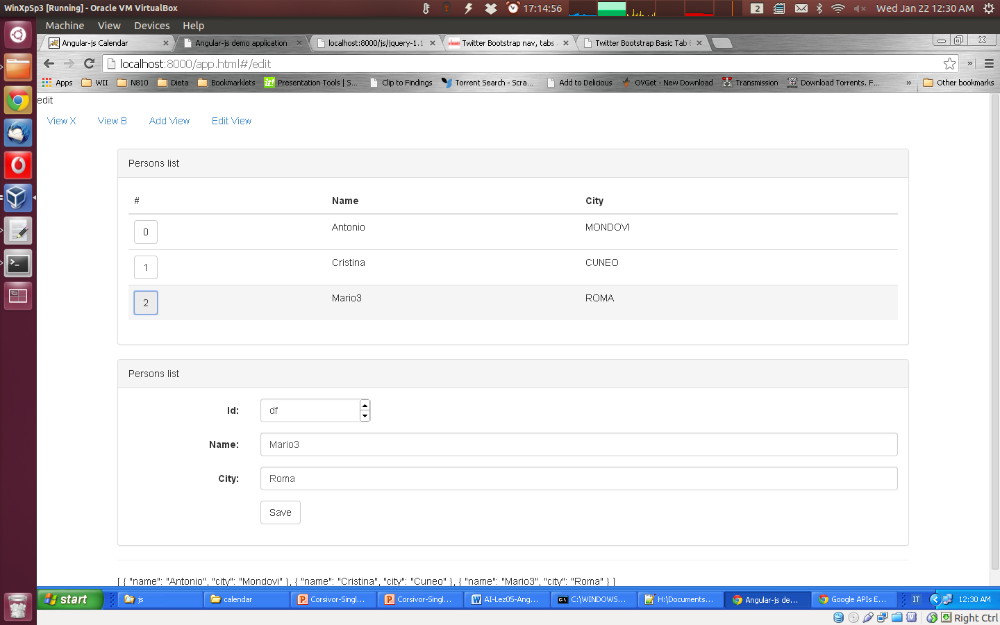 WinXpSp3 [Running] - Oracle VM VirtualBox
17:14:56
2
Wed Jan 22 12:30 AM
Machine View Devices Help
Angular-js Calendar
Angular-js demo application
localhost:8000/js/jquery-1.1
Twitter Bootstrap nav, tabs
Twitter Bootstrap Basic Tab
localhost:8000/app.html#/edit
Apps WII N810 Dieta Bookmarklets it! Presentation Tools | S... Clip to Findings Torrent Search - Scra... Add to Delicious OVGet - New Download Transmission Download Torrents. F... » Other bookmarks
edit
View X View B Add View Edit View
Persons list
# Name City
0 Antonio MONDOVI
1 Cristina CUNEO
2 Mario3 ROMA
Persons list
Id: df
Name: Mario3
City: Roma
Save
[ { "name": "Antonio", "city": "Mondovi" }, { "name": "Cristina", "city": "Cuneo" }, { "name": "Mario3", "city": "Roma" } ]
start js calendar Corsivor-Singl... Corsivor-Singl... AI-Lez05-Ang... C:\WINDOWS... H:\Documents... Angular-js de... Google APIs E... IT 12:30 AM
Right Ctrl